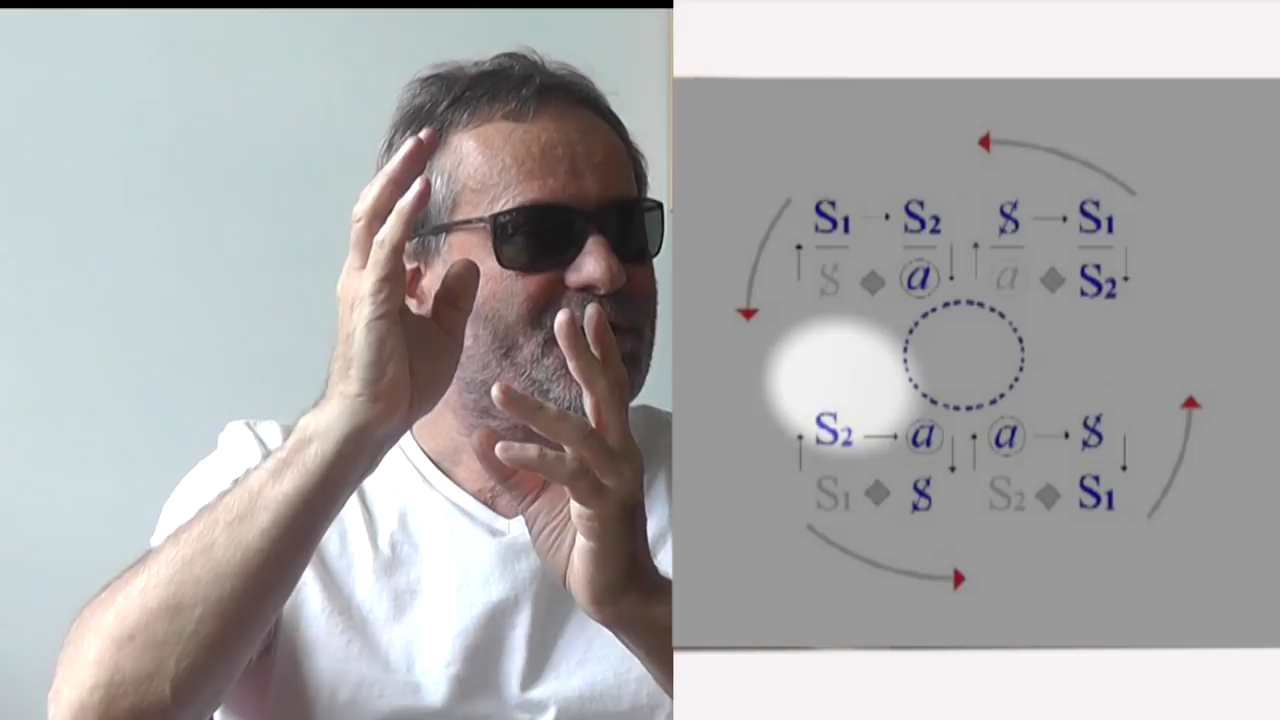 S₁ → S₂ $ → S₁
↑ $ ◆ a ↓ ↑ a ◆ S₂ ↓
↑ S₂ → a ↓ ↑ a → $ ↓
S₁ ◆ $ S₂ ◆ S₁